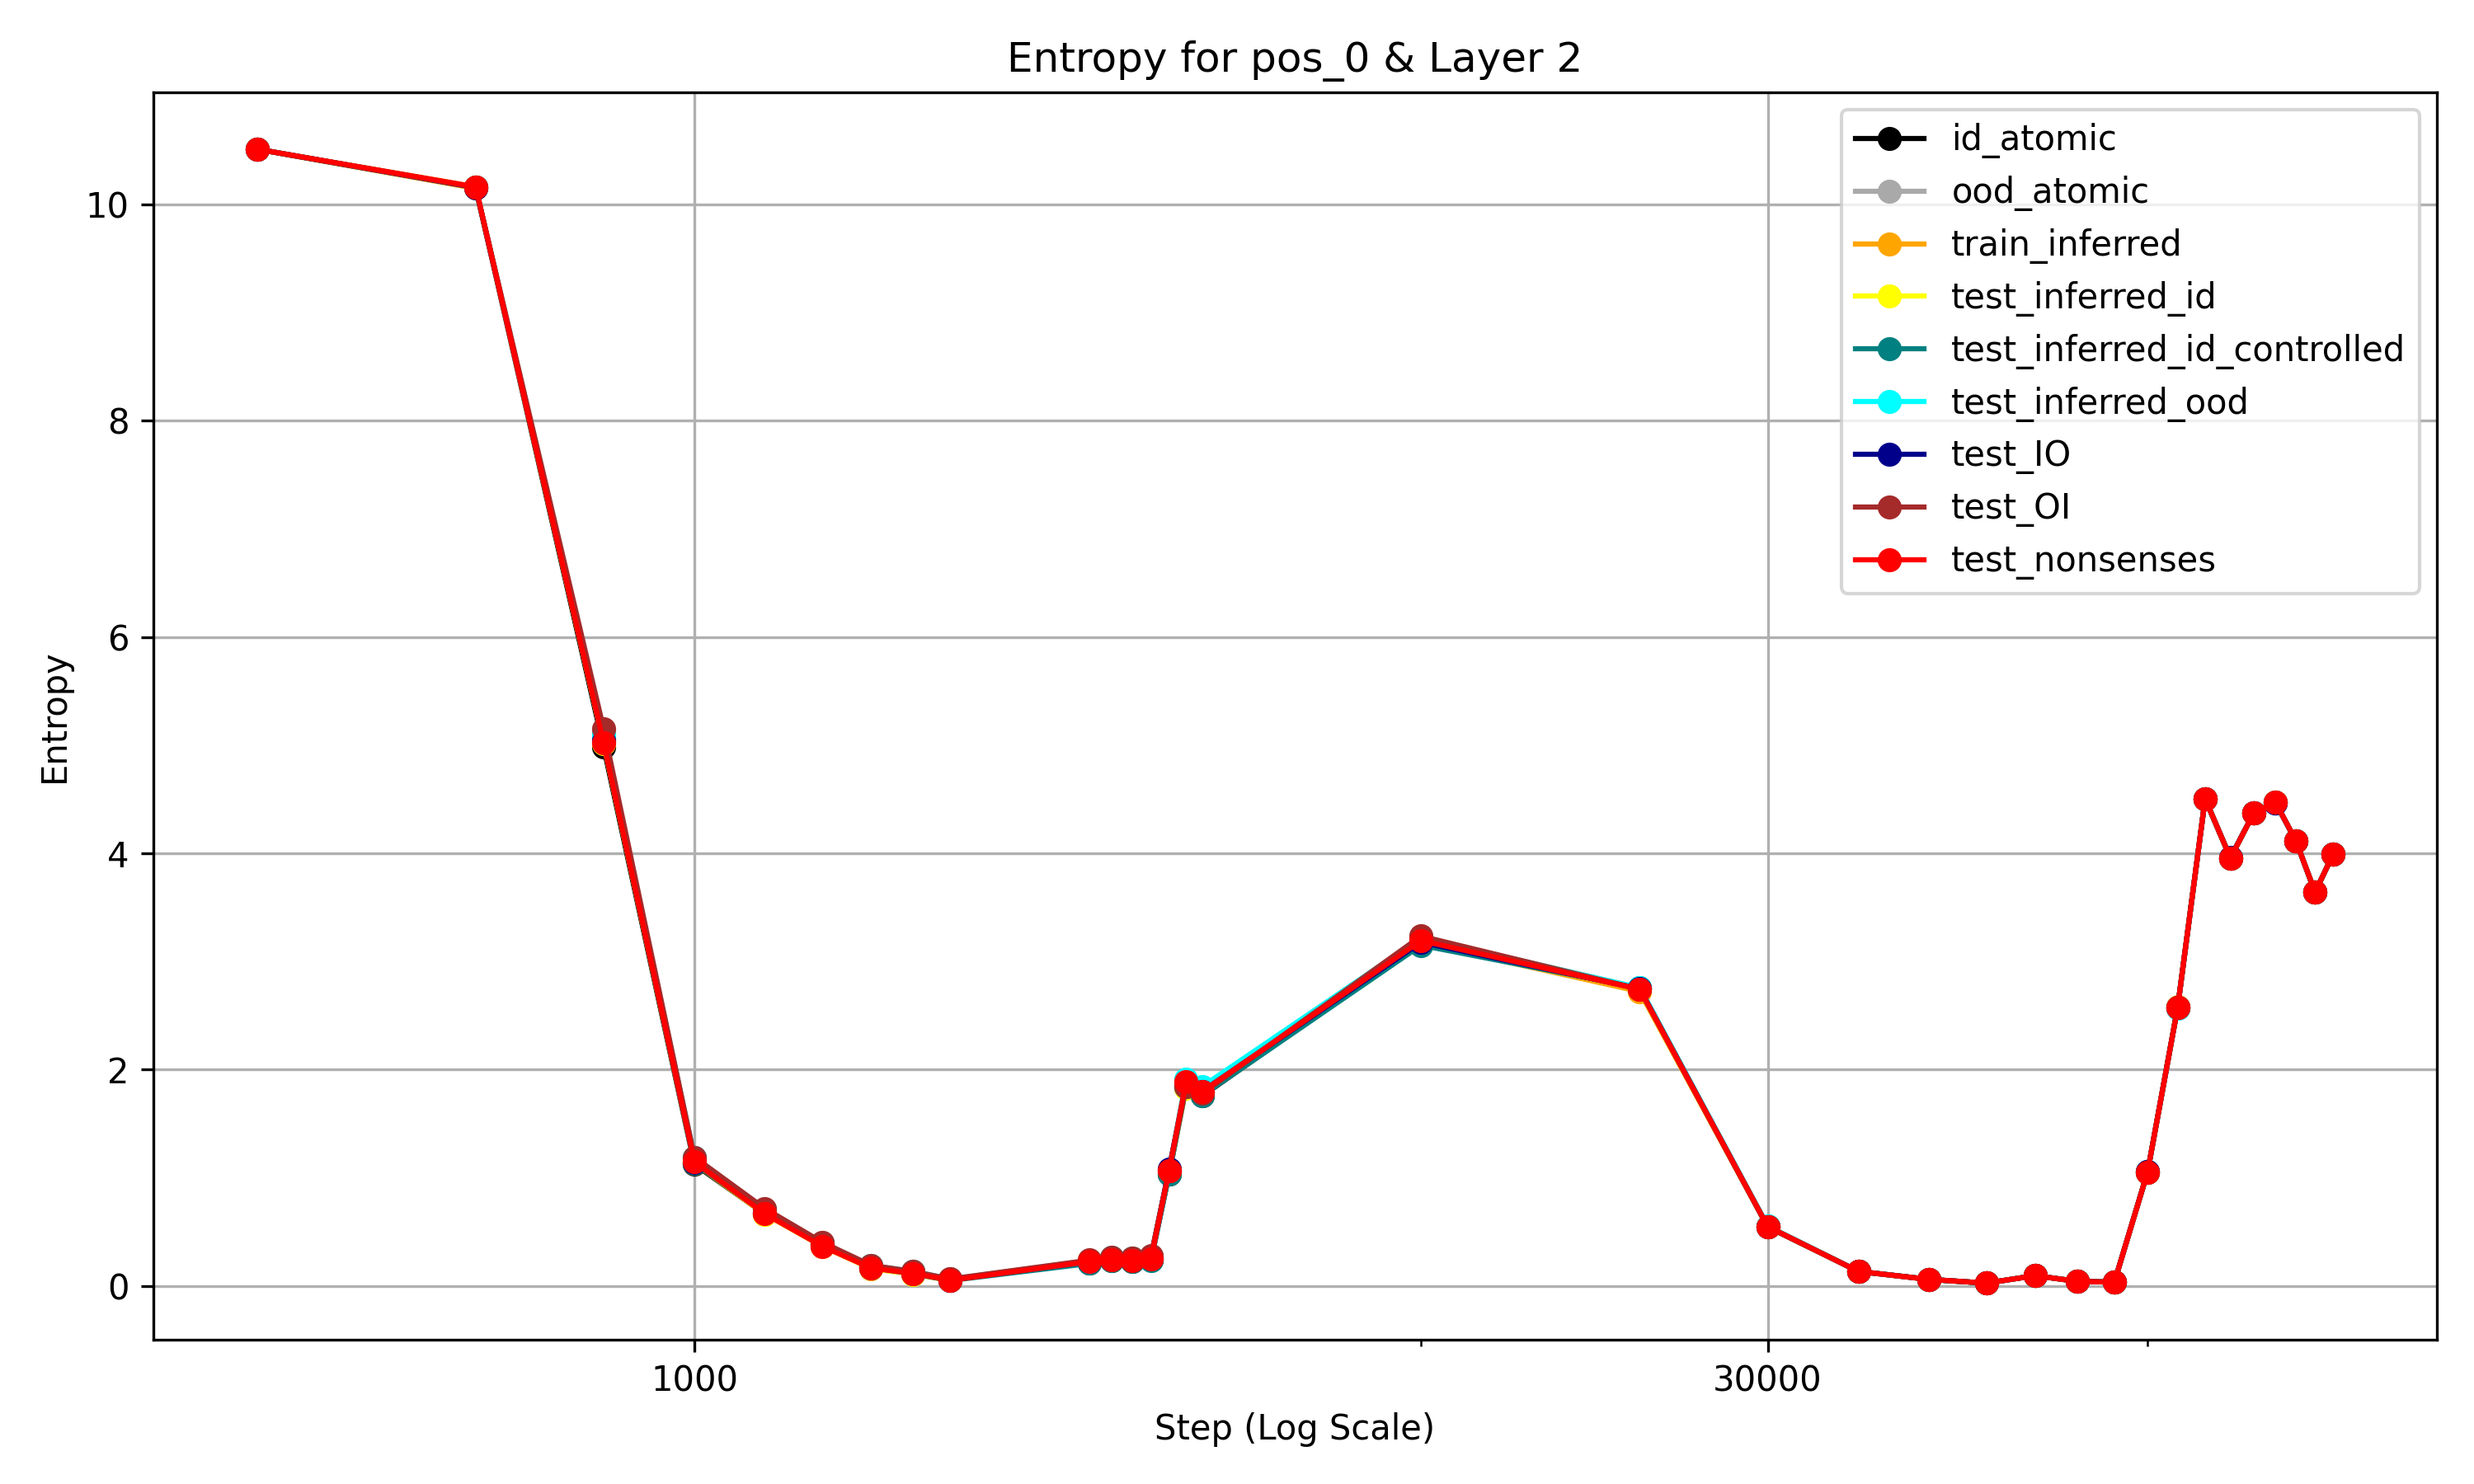 Entropy for pos_0 & Layer 2
10
8
6
4
2
0
Entropy
id_atomic
ood_atomic
train_inferred
test_inferred_id
test_inferred_id_controlled
test_inferred_ood
test_IO
test_OI
test_nonsenses
1000
30000
Step (Log Scale)